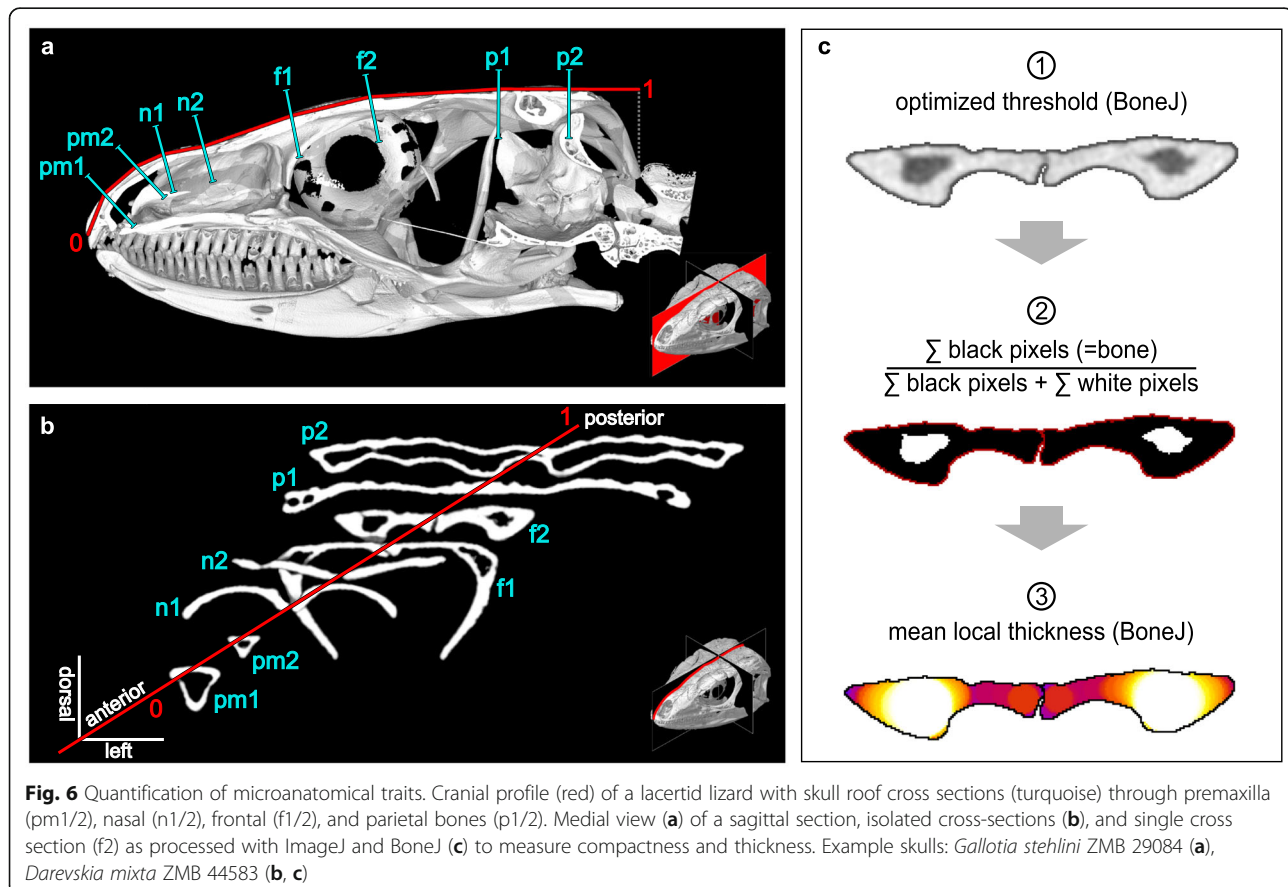 a
f1
f2
p1
p2
1
n1
n2
pm2
pm1
0
b
1
posterior
p2
p1
f2
n2
f1
n1
pm2
pm1
dorsal
anterior
0
left
c
①
optimized threshold (BoneJ)
②
∑ black pixels (=bone)
∑ black pixels + ∑ white pixels
③
mean local thickness (BoneJ)
Fig. 6 Quantification of microanatomical traits. Cranial profile (red) of a lacertid lizard with skull roof cross sections (turquoise) through premaxilla
(pm1/2), nasal (n1/2), frontal (f1/2), and parietal bones (p1/2). Medial view (a) of a sagittal section, isolated cross-sections (b), and single cross
section (f2) as processed with ImageJ and BoneJ (c) to measure compactness and thickness. Example skulls: Gallotia stehlini ZMB 29084 (a),
Darevskia mixta ZMB 44583 (b, c)